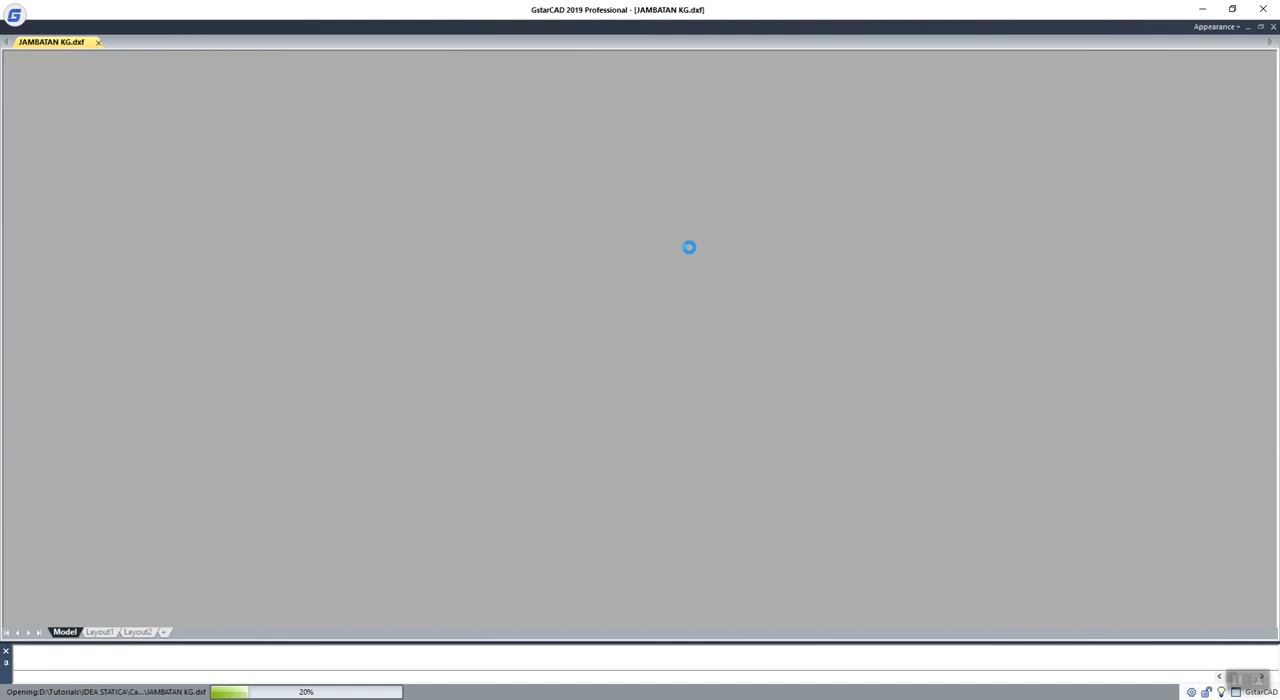 GstarCAD 2019 Professional - [JAMBATAN KG.dxf]
Appearance
JAMBATAN KG.dxf
Model
Layout1
Layout2
+
Opening:D:\Tutorials\IDEA STATICA\Ca...\JAMBATAN KG.dxf
20%
GstarCAD